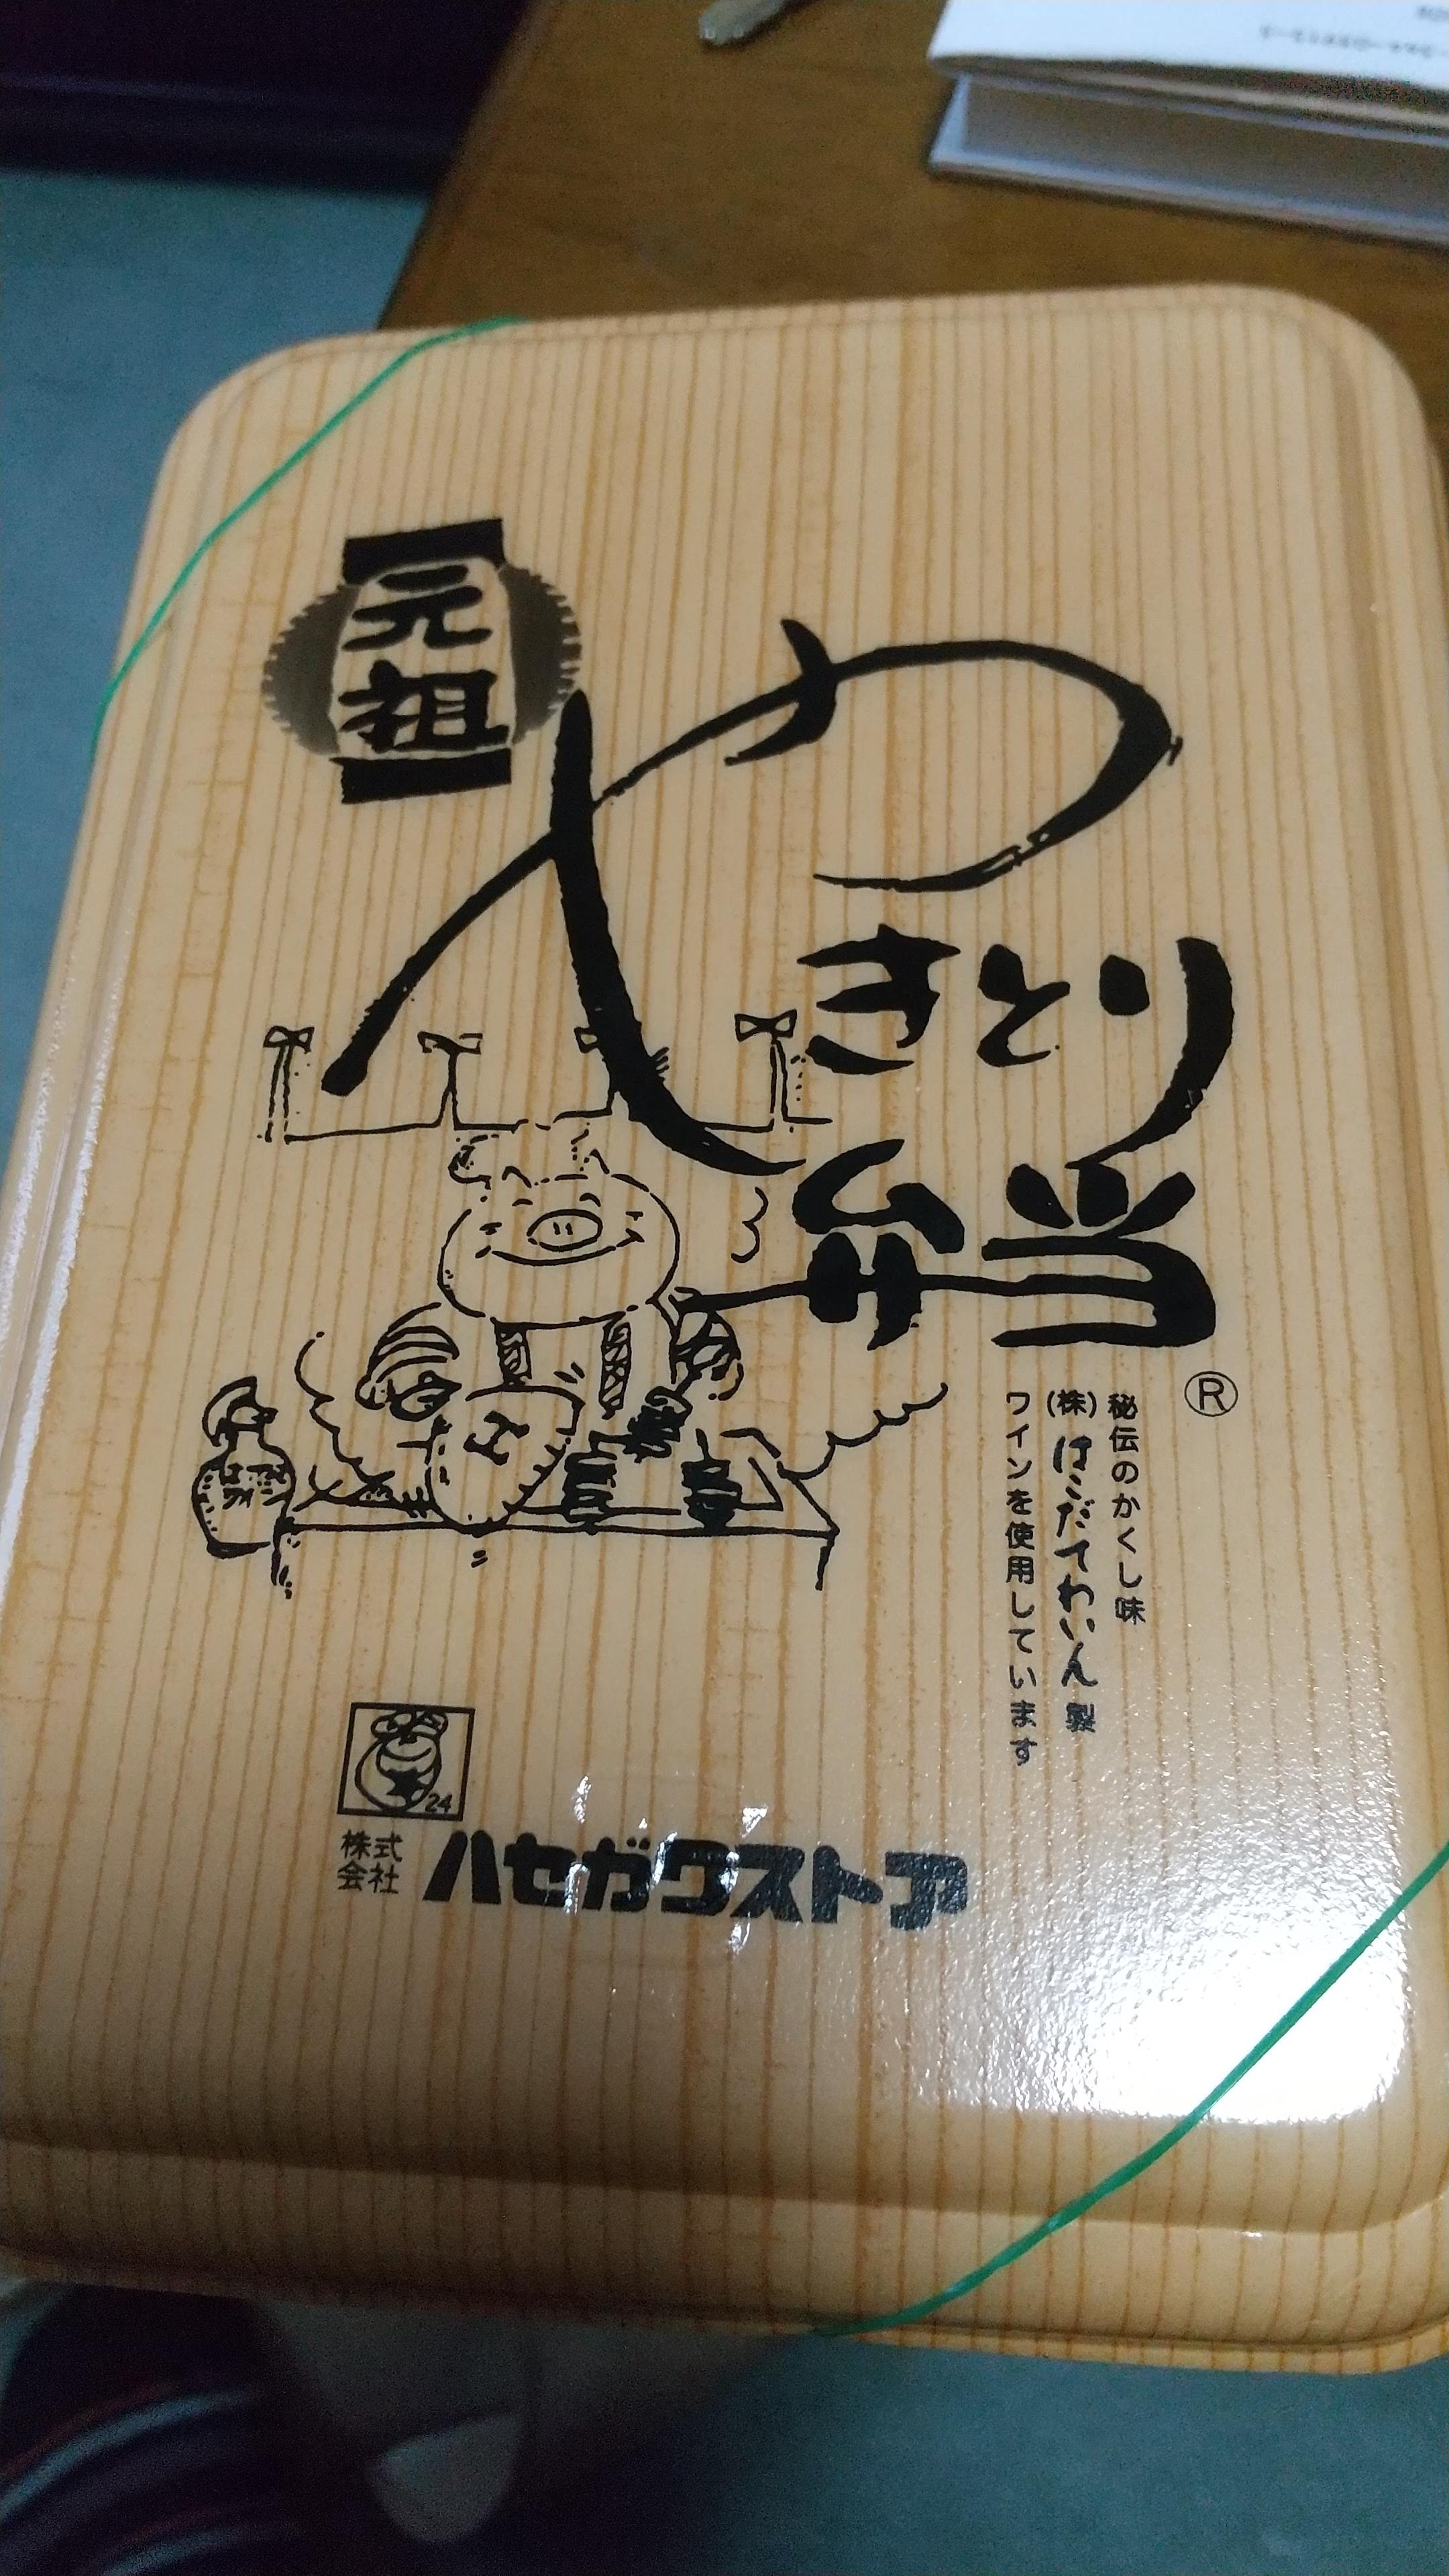 元祖
やきとり
弁当
®
秘伝のかくし味
(株)はこだてわいん製
ワインを使用しています
24
株式
会社
ハセガワストア